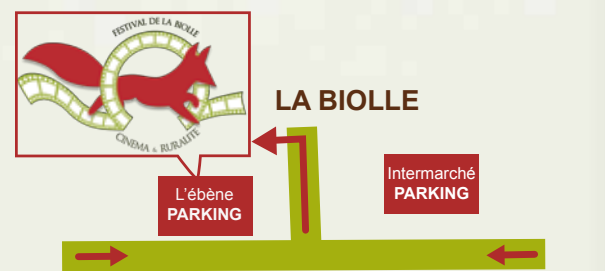 FESTIVAL DE LA BIOLLE
CINEMA & RURALITE
LA BIOLLE
L'ébène
PARKING
Intermarché
PARKING